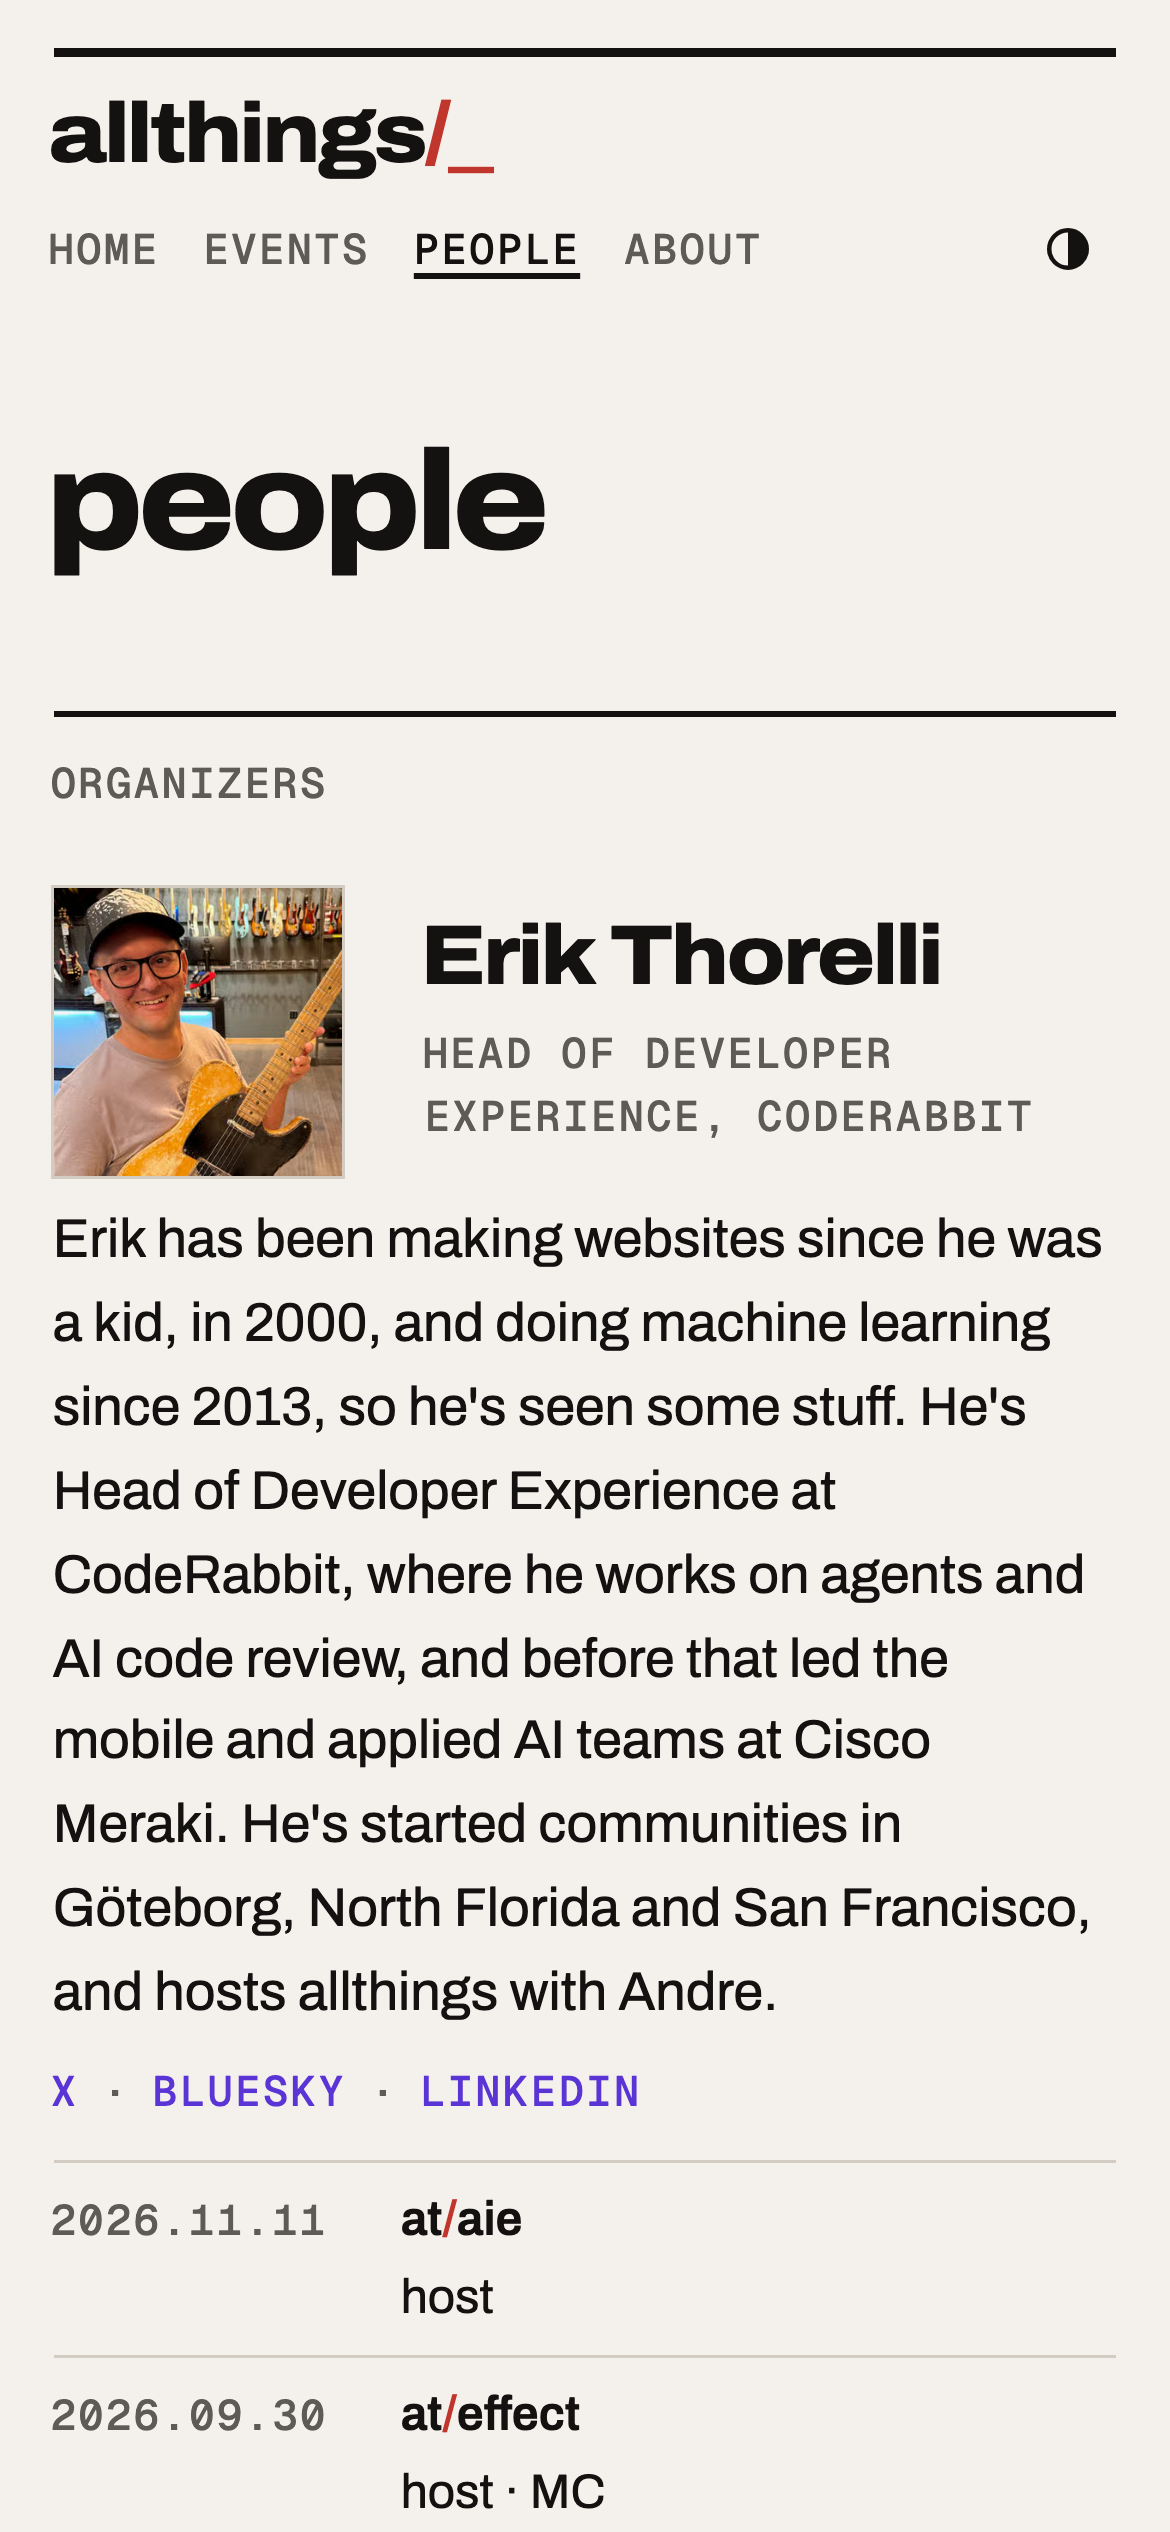 allthings/_
HOME EVENTS PEOPLE ABOUT
people
ORGANIZERS
Erik Thorelli
HEAD OF DEVELOPER
EXPERIENCE, CODERABBIT
Erik has been making websites since he was
a kid, in 2000, and doing machine learning
since 2013, so he's seen some stuff. He's
Head of Developer Experience at
CodeRabbit, where he works on agents and
AI code review, and before that led the
mobile and applied AI teams at Cisco
Meraki. He's started communities in
Göteborg, North Florida and San Francisco,
and hosts allthings with Andre.
X · BLUESKY · LINKEDIN
2026.11.11 at/aie
host
2026.09.30 at/effect
host · MC